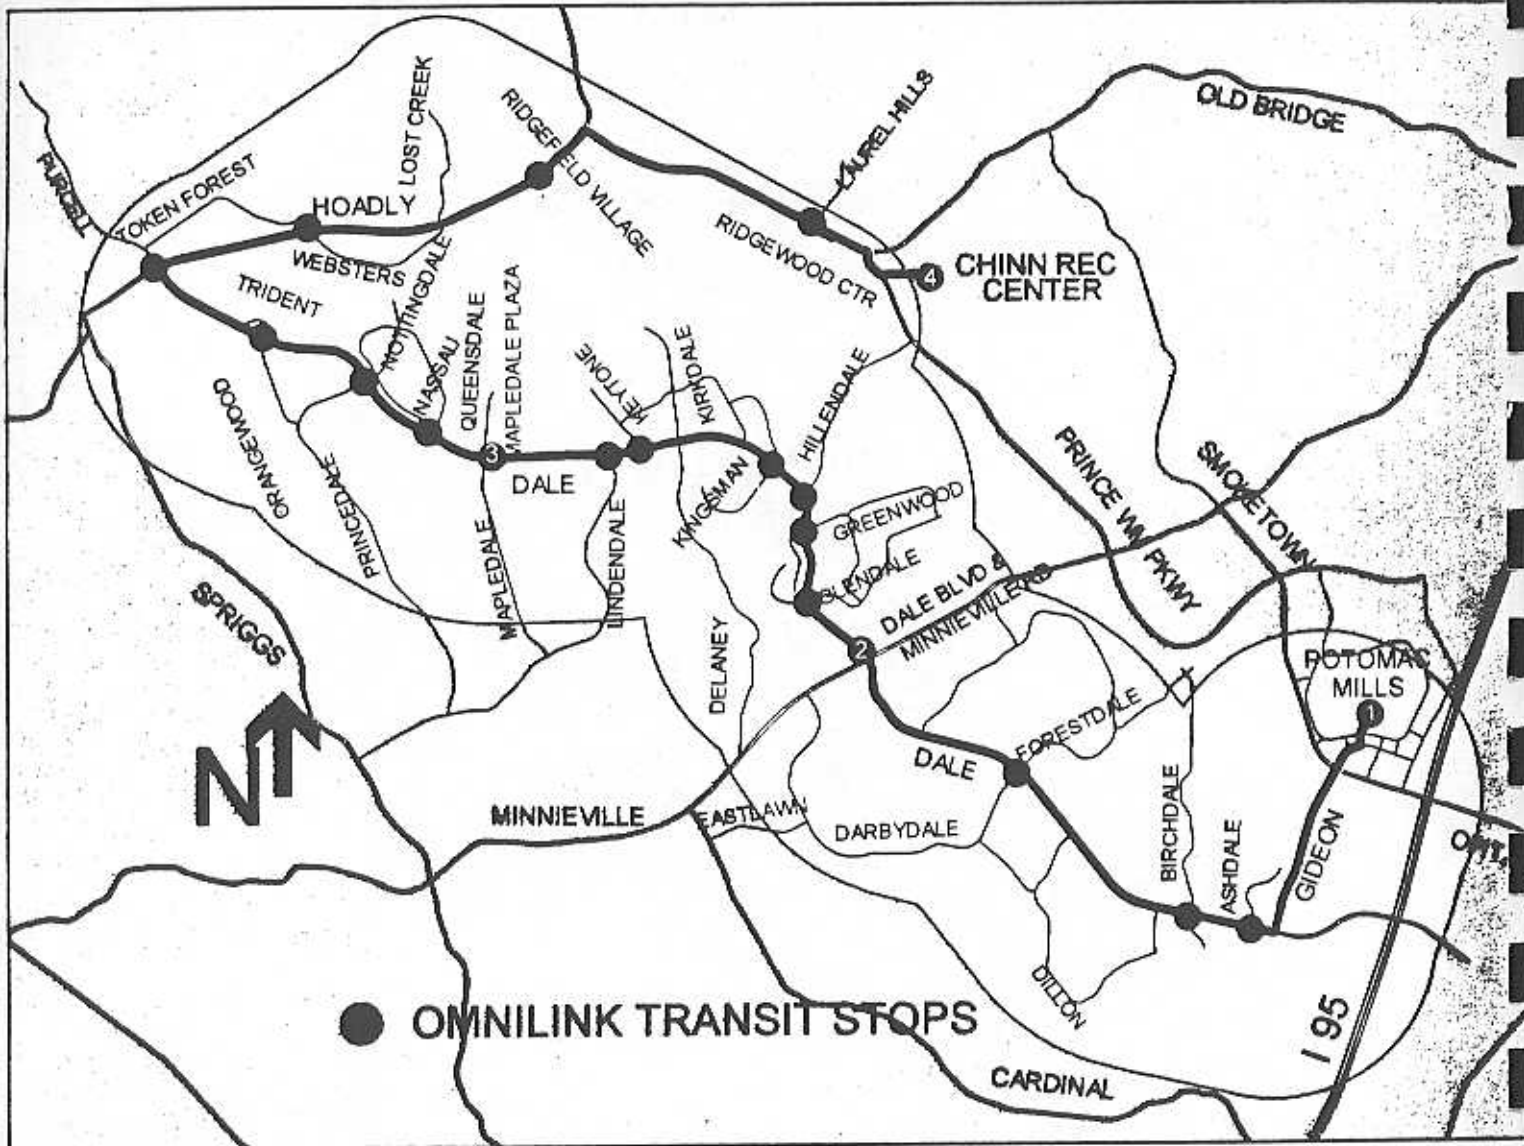 OLD BRIDGE
LAUREL HILLS
LOST CREEK
RIDGEFIELD VILLAGE
PURCELL
TOKEN FOREST
HOADLY
WEBSTERS
TRIDENT
NOTTINGDALE
RIDGEWOOD CTR
4
CHINN REC
CENTER
NASSAU
QUEENSDALE
MAPLEDALE PLAZA
KEYTONE
KIRKDALE
HILLENDALE
ORANGEWOOD
PRINCEDALE
3
DALE
MAPLEDALE
LINDENDALE
KINGSMAN
GREENWOOD
GLENDALE
PRINCE WM PKWY
SMOKETOWN
DALE BLVD &
MINNIEVILLE RD
2
SPRIGGS
DELANEY
POTOMAC
MILLS
1
N
FORESTDALE
DALE
MINNIEVILLE
EASTLAWN
DARBYDALE
BIRCHDALE
ASHDALE
GIDEON
DILLON
OMNILINK TRANSIT STOPS
I 95
CARDINAL